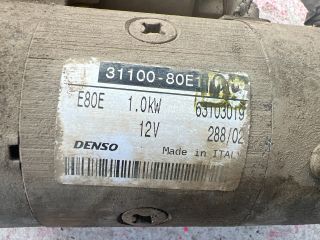 31100-80E
E80E 1.0kW 63103019
12V 288/02
DENSO Made in ITALY